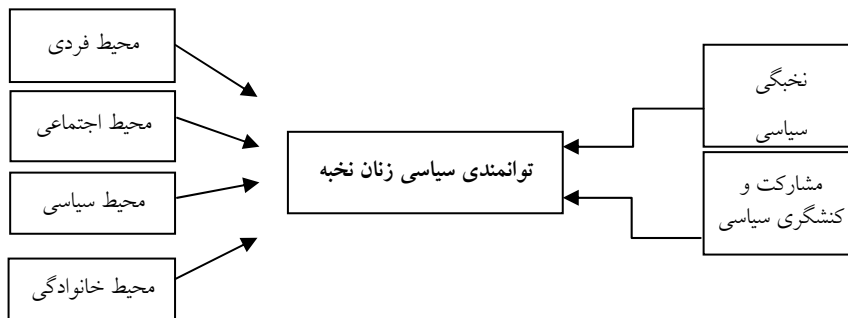 محیط فردی
محیط اجتماعی
محیط سیاسی
محیط خانوادگی
توانمندی سیاسی زنان نخبه
نخبگی
سیاسی
مشارکت و
کنشگری سیاسی